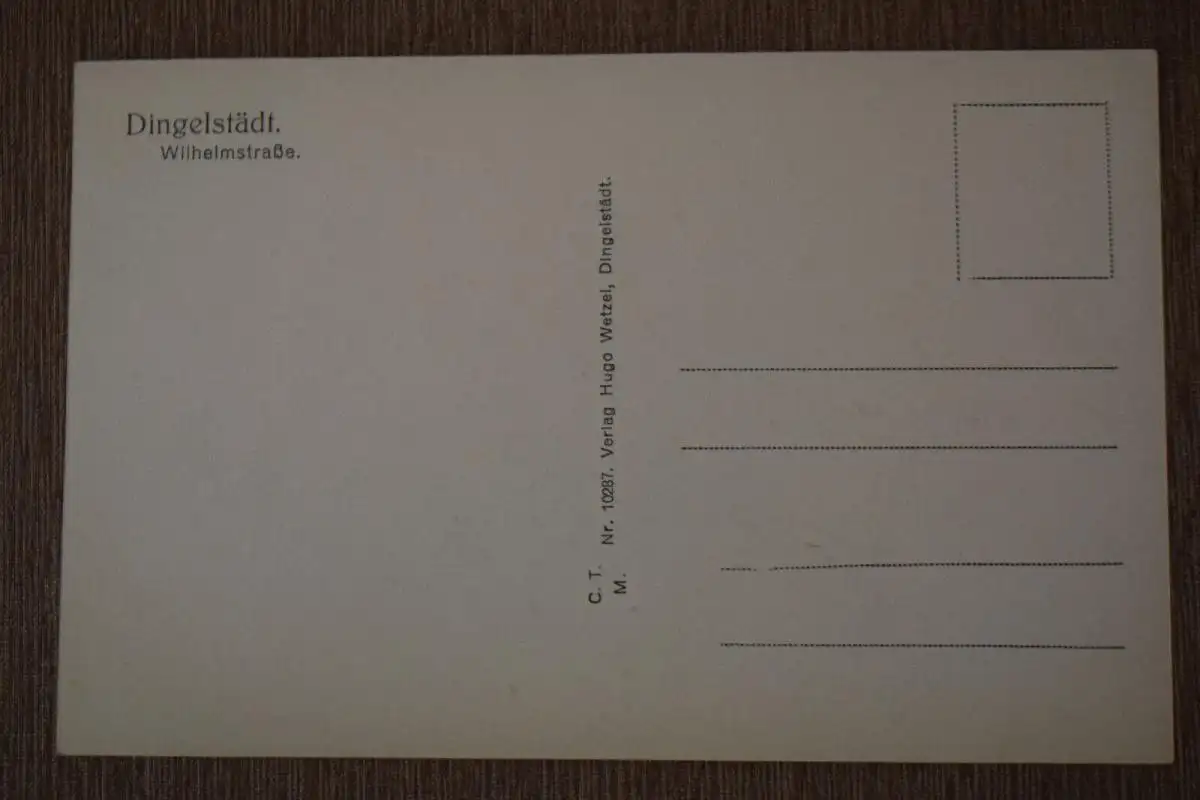 Dingelstädt.
Wilhelmstraße.
C. T. Nr. 10287. Verlag Hugo Wetzel, Dingelstädt.
M.